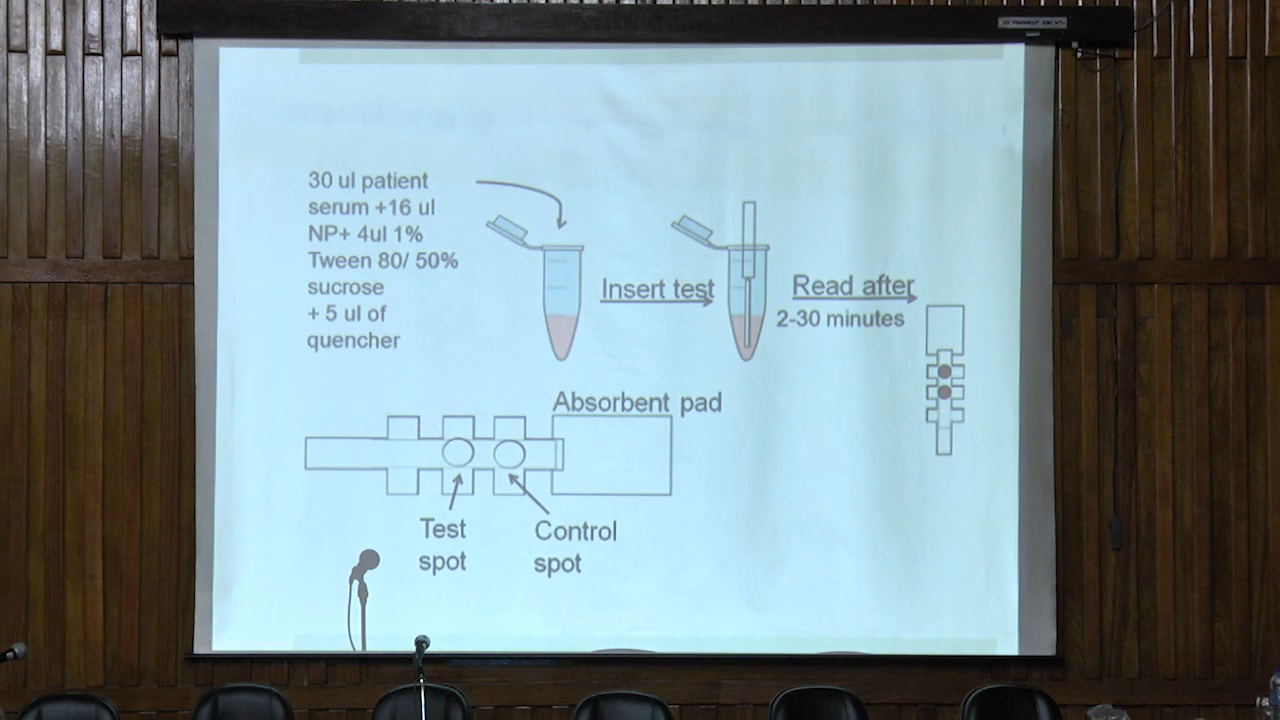 30 ul patient
serum +16 ul
NP+ 4ul 1%
Tween 80/ 50%
sucrose
+ 5 ul of
quencher
Insert test
Read after
2-30 minutes
Absorbent pad
Test
spot
Control
spot